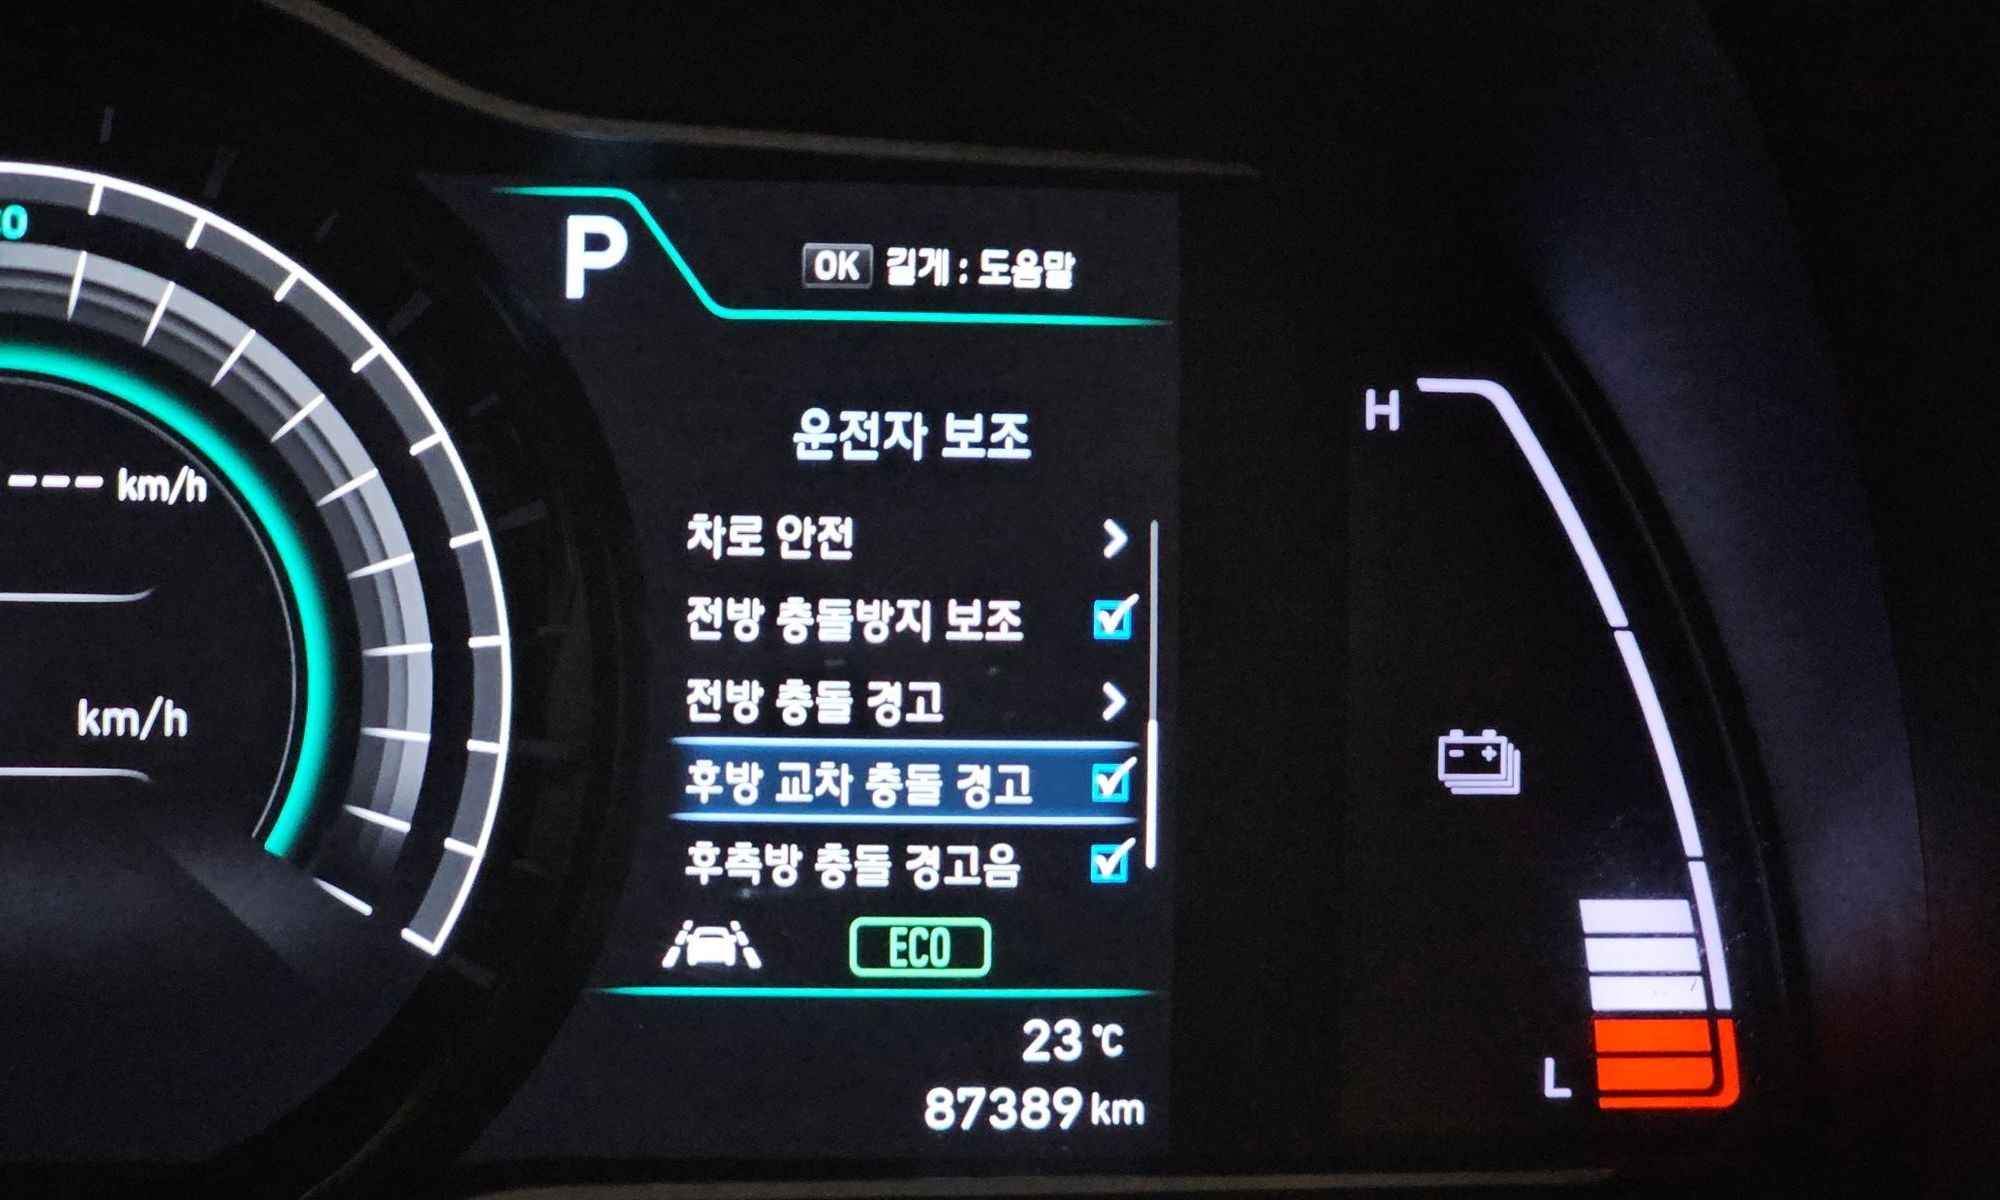 P
OK 길게 : 도움말
운전자 보조
차로 안전
전방 충돌방지 보조
전방 충돌 경고
후방 교차 충돌 경고
후측방 충돌 경고음
ECO
23 ℃
87389 km
--- km/h
km/h
H
L